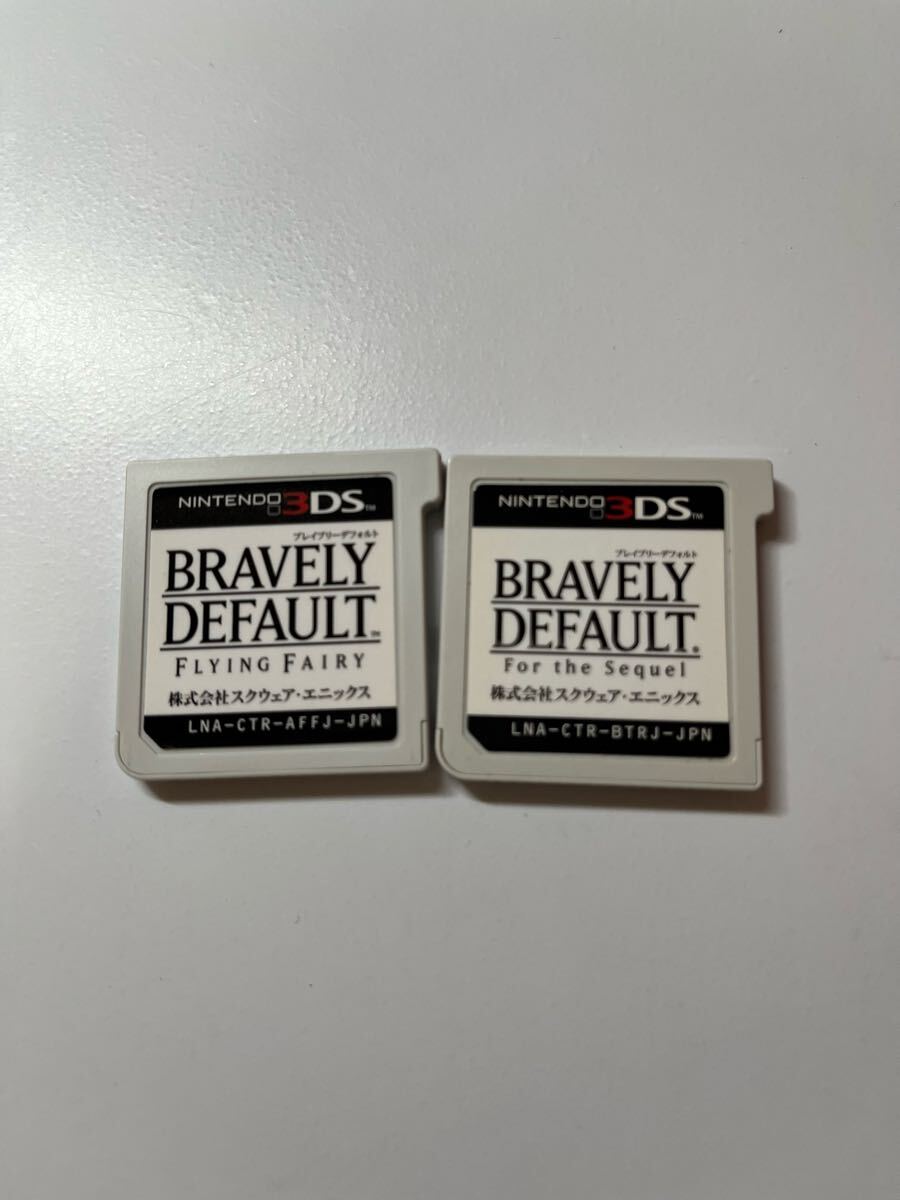 NINTENDO 3DS™
ブレイブリーデフォルト
BRAVELY
DEFAULT™
FLYING FAIRY
株式会社スクウェア・エニックス
LNA-CTR-AFFJ-JPN
NINTENDO 3DS™
ブレイブリーデフォルト
BRAVELY
DEFAULT®
For the Sequel
株式会社スクウェア・エニックス
LNA-CTR-BTRJ-JPN